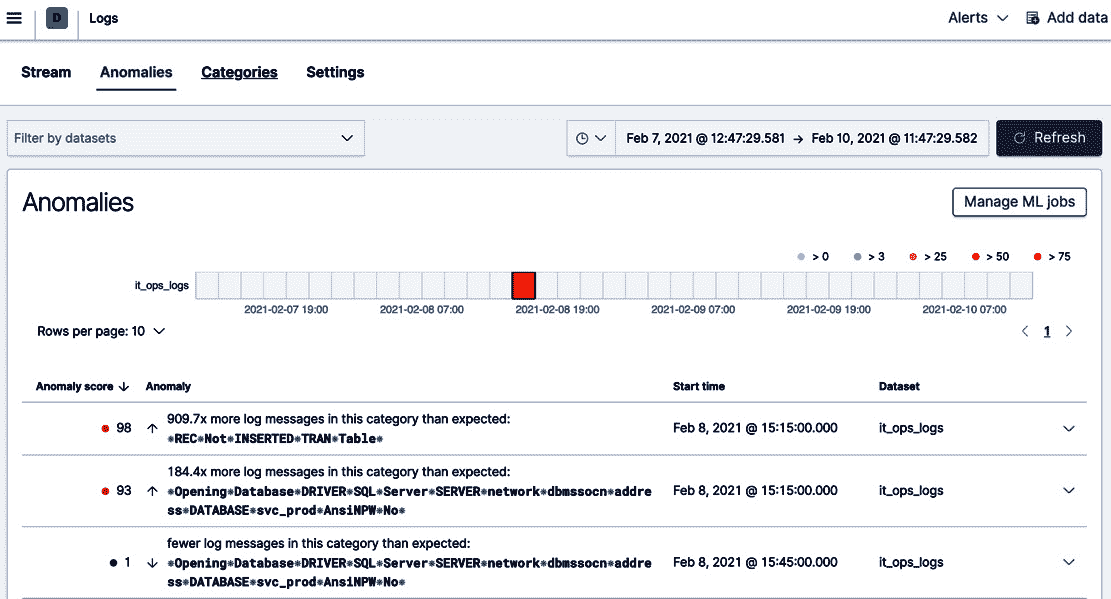 D
Logs
Alerts
Add data
Stream
Anomalies
Categories
Settings
Filter by datasets
Feb 7, 2021 @ 12:47:29.581 → Feb 10, 2021 @ 11:47:29.582
Refresh
Anomalies
Manage ML jobs
> 0 > 3 > 25 > 50 > 75
it_ops_logs
2021-02-07 19:00 2021-02-08 07:00 2021-02-08 19:00 2021-02-09 07:00 2021-02-09 19:00 2021-02-10 07:00
Rows per page: 10
1
Anomaly score ↓ Anomaly Start time Dataset
909.7x more log messages in this category than expected:
98 ↑ Feb 8, 2021 @ 15:15:00.000 it_ops_logs
*REC*Not*INSERTED*TRAN*Table*
184.4x more log messages in this category than expected:
93 ↑ *Opening*Database*DRIVER*SQL*Server*SERVER*network*dbmssocn*addre Feb 8, 2021 @ 15:15:00.000 it_ops_logs
ss*DATABASE*svc_prod*AnsiNPW*No*
fewer log messages in this category than expected:
1 ↓ *Opening*Database*DRIVER*SQL*Server*SERVER*network*dbmssocn*addre Feb 8, 2021 @ 15:45:00.000 it_ops_logs
ss*DATABASE*svc_prod*AnsiNPW*No*